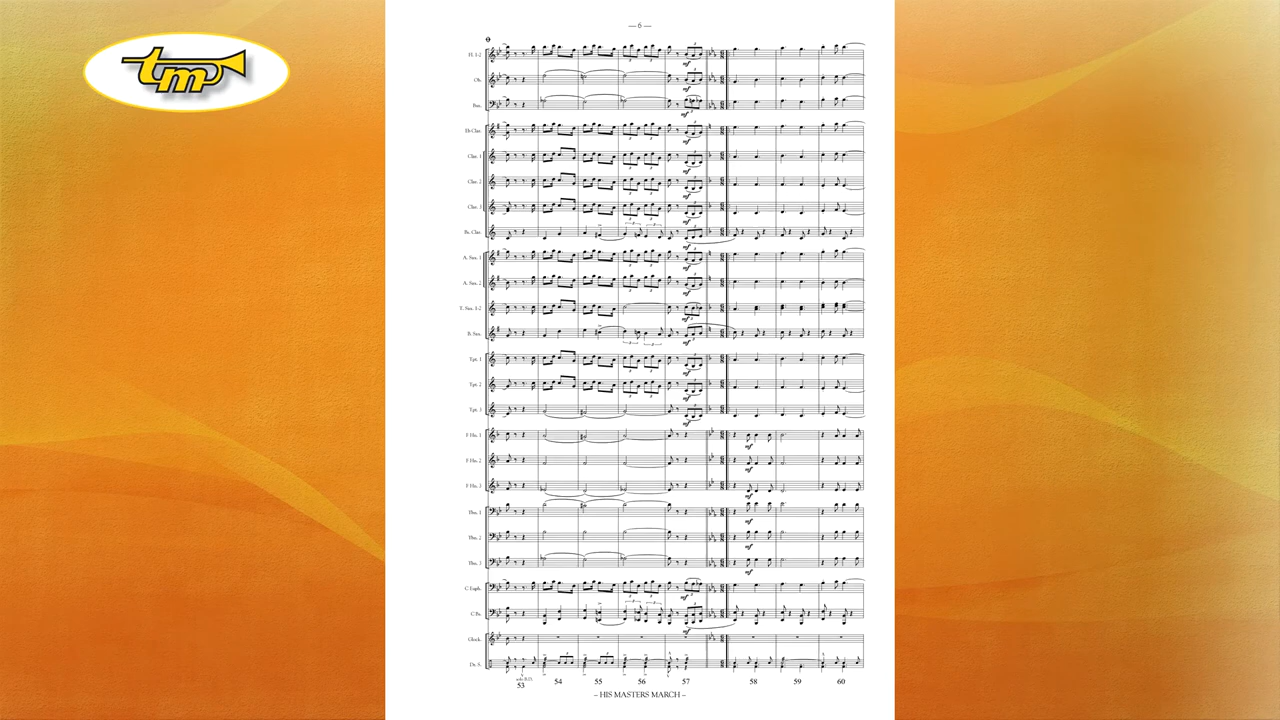 tm
— 6 —
Fl. 1-2
Ob.
Bsn.
Eb Clar.
Clar. 1
Clar. 2
Clar. 3
Bs. Clar.
A. Sax. 1
A. Sax. 2
T. Sax. 1-2
B. Sax.
Tpt. 1
Tpt. 2
Tpt. 3
F Hn. 1
F Hn. 2
F Hn. 3
Tbn. 1
Tbn. 2
Tbn. 3
C Euph.
C Bs.
Glock.
Dr. S.
solo B.D.
53 54 55 56 57 58 59 60
– HIS MASTERS MARCH –